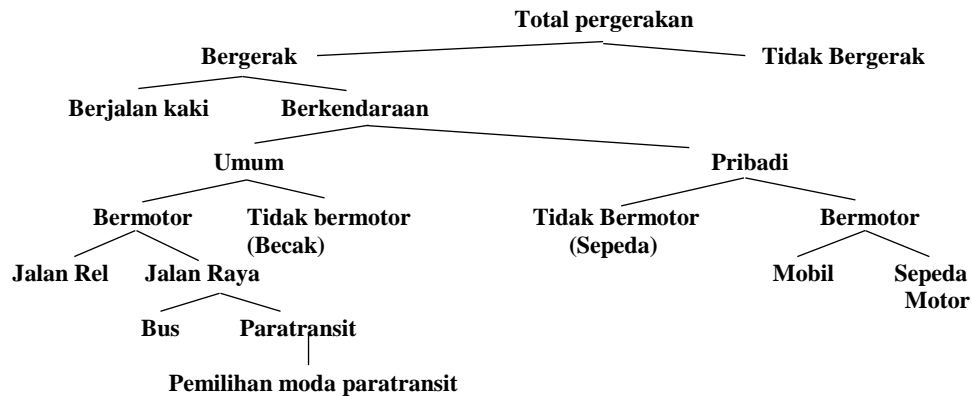 Total pergerakan
Bergerak
Tidak Bergerak
Berjalan kaki
Berkendaraan
Umum
Pribadi
Bermotor
Tidak bermotor
(Becak)
Tidak Bermotor
(Sepeda)
Bermotor
Jalan Rel
Jalan Raya
Mobil
Sepeda
Motor
Bus
Paratransit
Pemilihan moda paratransit